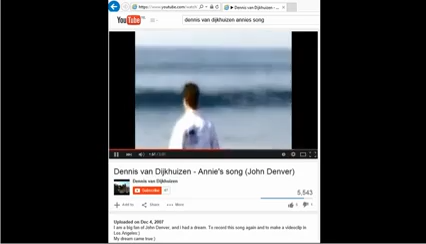 https://www.youtube.com/watch
Dennis van Dijkhuizen - ...
YouTube
dennis van dijkhuizen annies song
Dennis van Dijkhuizen - Annie's song (John Denver)
Dennis van Dijkhuizen
Subscribe
5,543
Add to Share More
Uploaded on Dec 4, 2007
I am a big fan of John Denver, and i had a dream. To record this song again and to make a videoclip in
Los Angeles:)
My dream came true:)